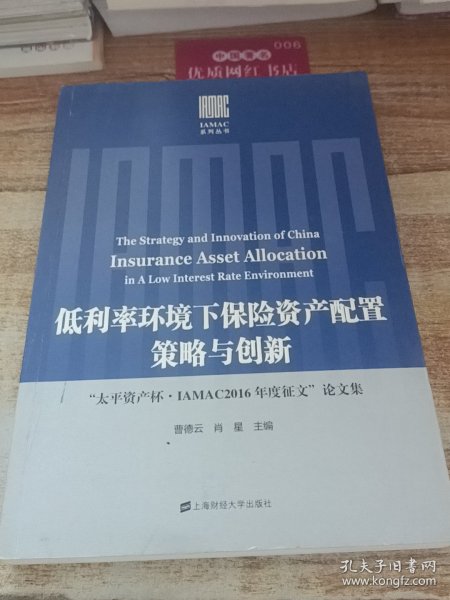 006
中国著名
优质网红书店
IAMAC
IAMAC
系列丛书
IAMAC
The Strategy and Innovation of China
Insurance Asset Allocation
in A Low Interest Rate Environment
低利率环境下保险资产配置
策略与创新
“太平资产杯·IAMAC2016年度征文”论文集
曹德云 肖 星 主编
上海财经大学出版社
孔夫子旧书网
www.kongfz.com